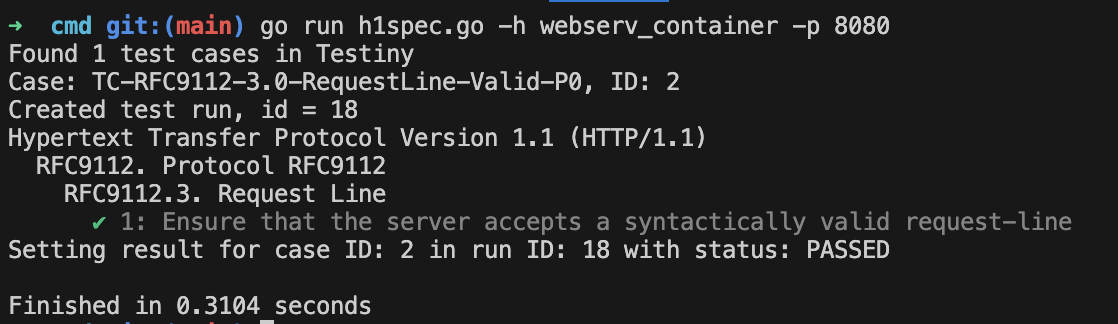 ➜  cmd git:(main) go run h1spec.go -h webserv_container -p 8080
Found 1 test cases in Testiny
Case: TC-RFC9112-3.0-RequestLine-Valid-P0, ID: 2
Created test run, id = 18
Hypertext Transfer Protocol Version 1.1 (HTTP/1.1)
  RFC9112. Protocol RFC9112
    RFC9112.3. Request Line
      ✔ 1: Ensure that the server accepts a syntactically valid request-line
Setting result for case ID: 2 in run ID: 18 with status: PASSED
Finished in 0.3104 seconds